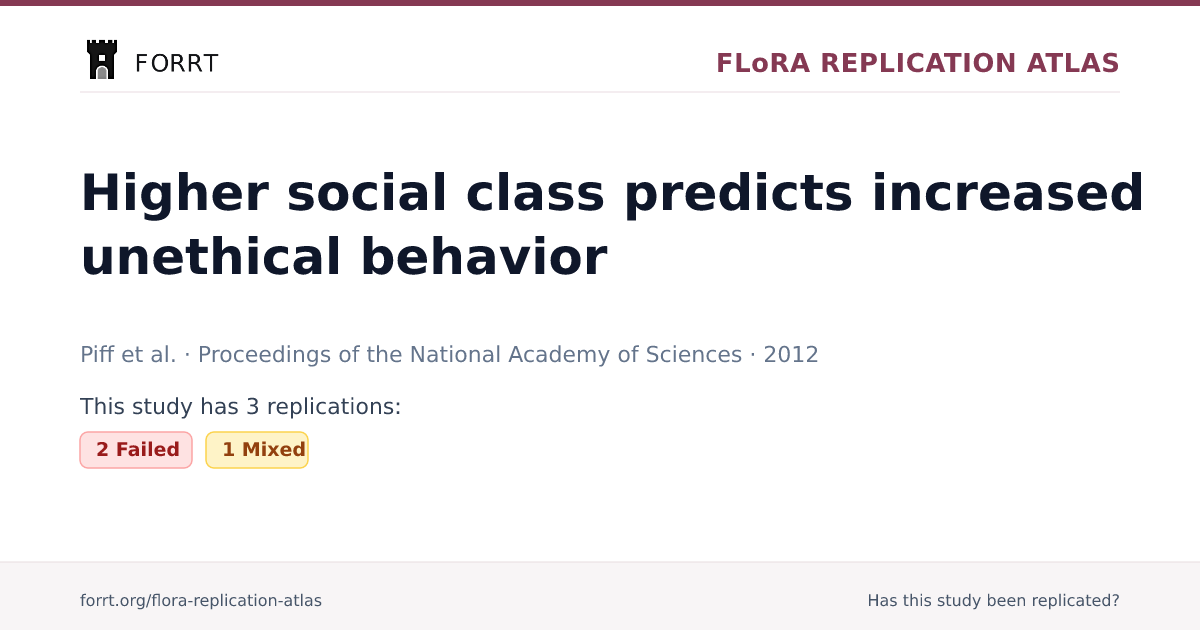 FORRT
FLoRA REPLICATION ATLAS
Higher social class predicts increased
unethical behavior
Piff et al. · Proceedings of the National Academy of Sciences · 2012
This study has 3 replications:
2 Failed 1 Mixed
forrt.org/flora-replication-atlas
Has this study been replicated?